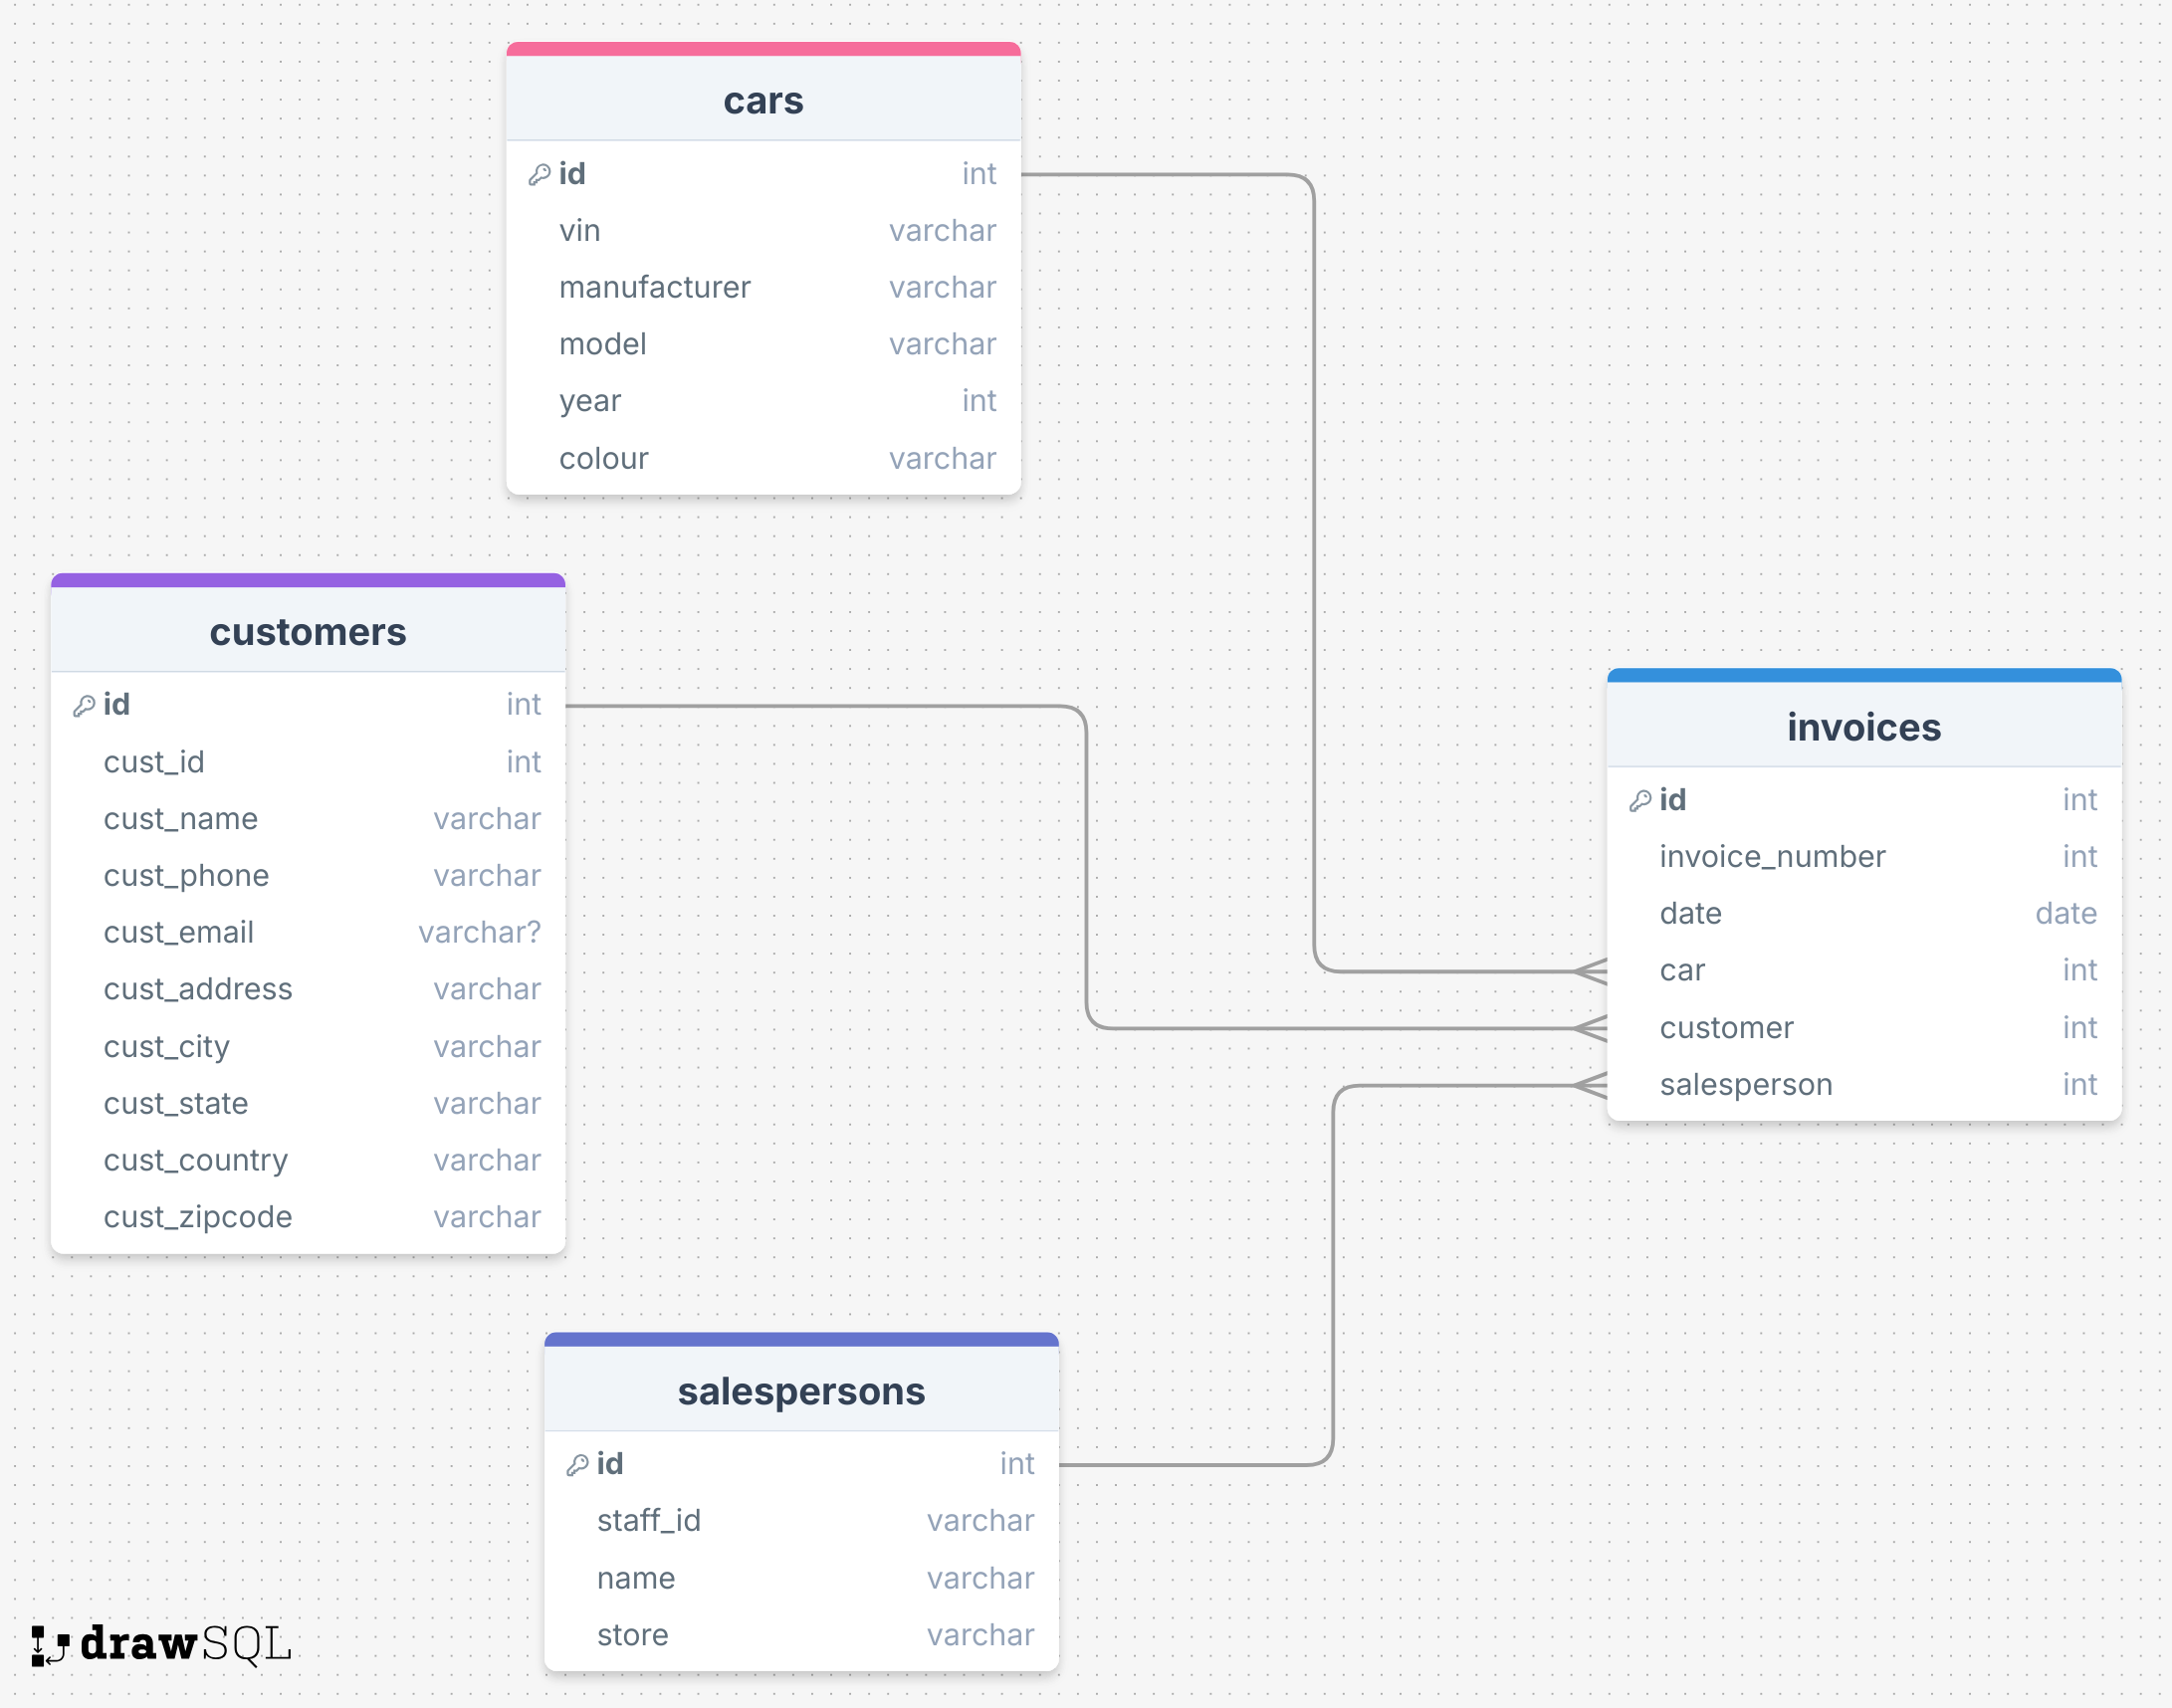 cars
id int
vin varchar
manufacturer varchar
model varchar
year int
colour varchar
customers
id int
cust_id int
cust_name varchar
cust_phone varchar
cust_email varchar?
cust_address varchar
cust_city varchar
cust_state varchar
cust_country varchar
cust_zipcode varchar
invoices
id int
invoice_number int
date date
car int
customer int
salesperson int
salespersons
id int
staff_id varchar
name varchar
store varchar
drawSQL